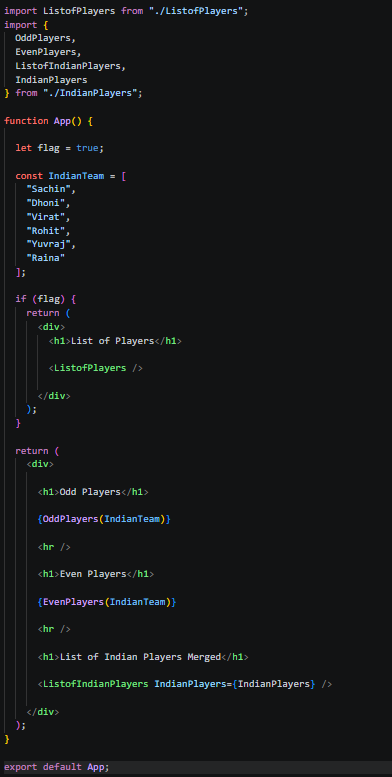 import ListofPlayers from "./ListofPlayers";
import {
  OddPlayers,
  EvenPlayers,
  ListofIndianPlayers,
  IndianPlayers
} from "./IndianPlayers";

function App() {

  let flag = true;

  const IndianTeam = [
    "Sachin",
    "Dhoni",
    "Virat",
    "Rohit",
    "Yuvraj",
    "Raina"
  ];

  if (flag) {
    return (
      <div>
        <h1>List of Players</h1>

        <ListofPlayers />

      </div>
    );
  }

  return (
    <div>

      <h1>Odd Players</h1>

      {OddPlayers(IndianTeam)}

      <hr />

      <h1>Even Players</h1>

      {EvenPlayers(IndianTeam)}

      <hr />

      <h1>List of Indian Players Merged</h1>

      <ListofIndianPlayers IndianPlayers={IndianPlayers} />

    </div>
  );
}

export default App;